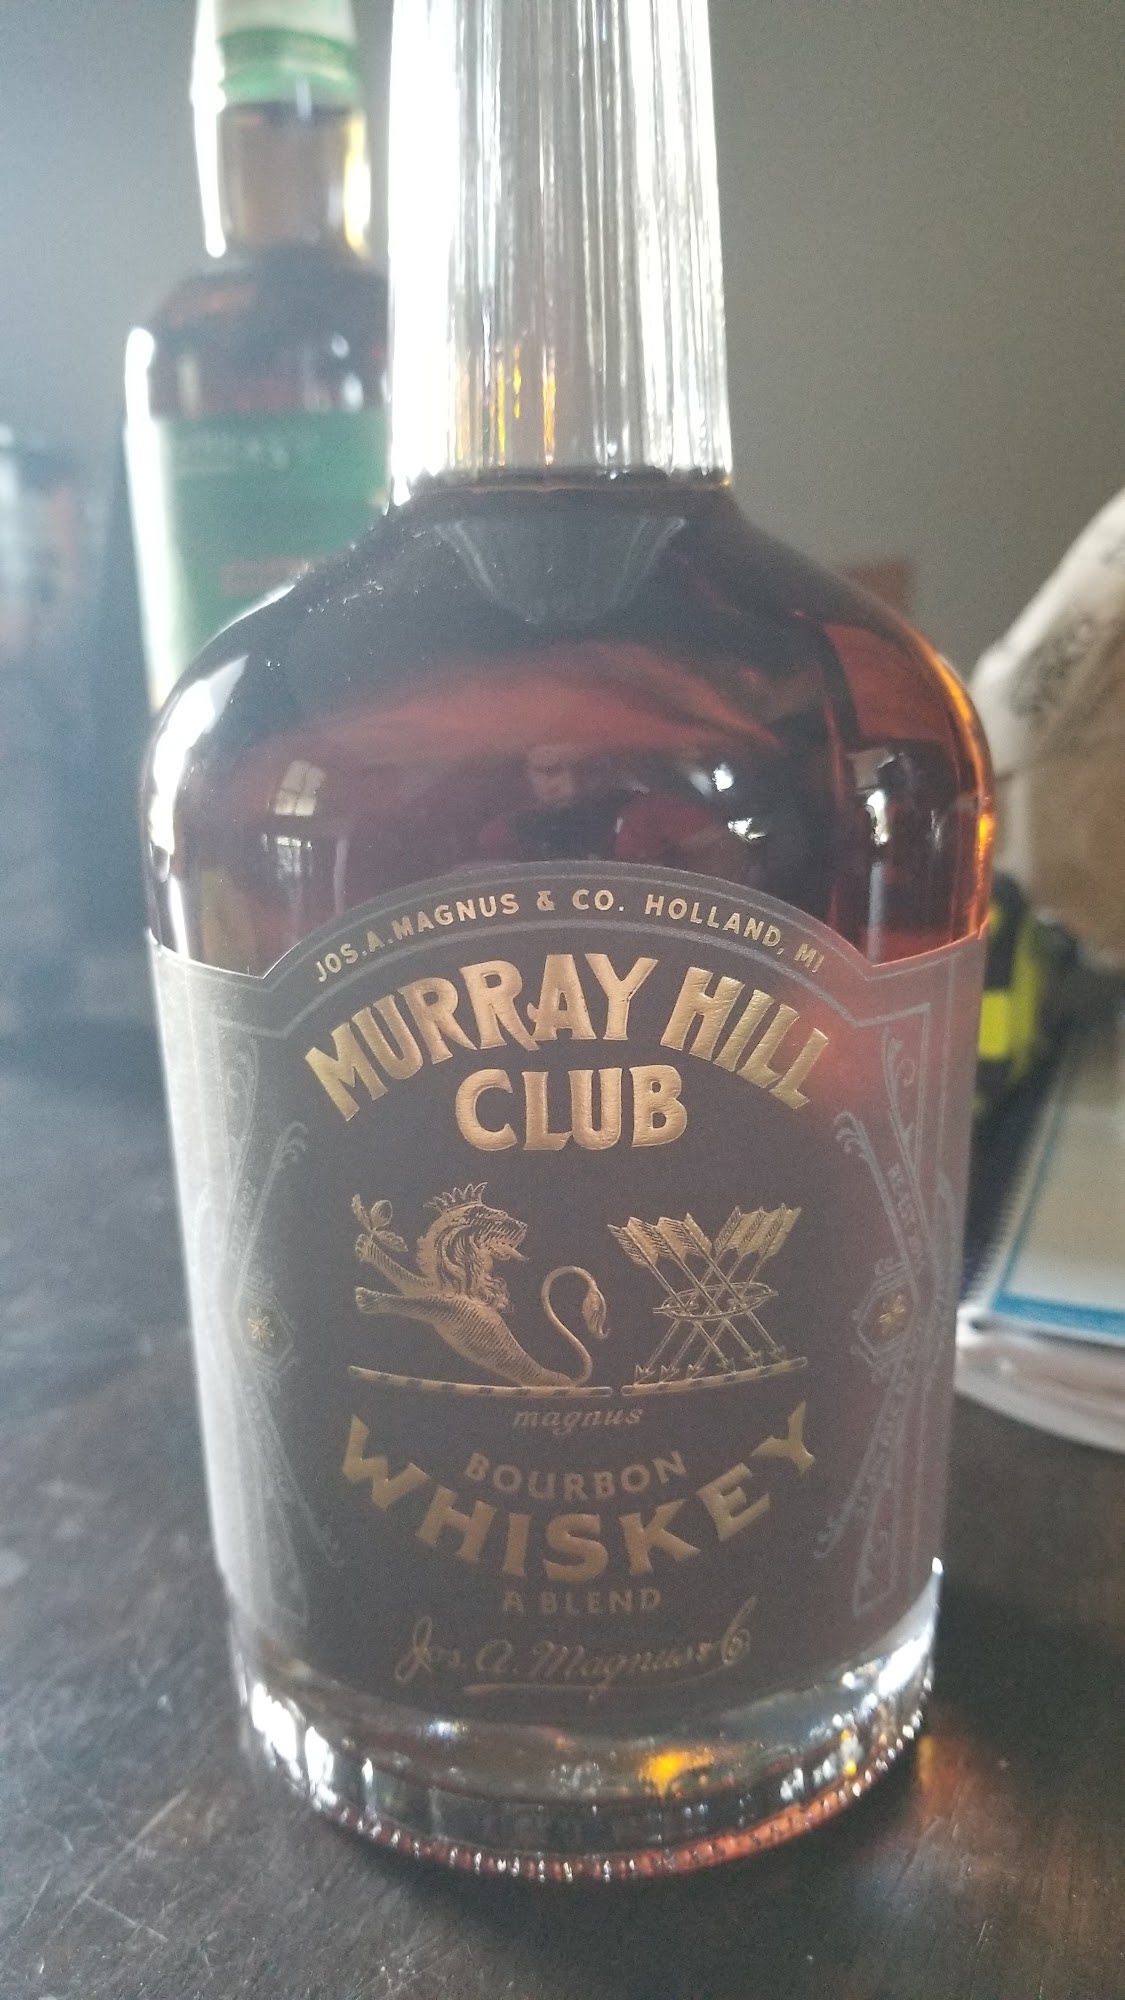 JOS.A.MAGNUS & CO. HOLLAND, MI
MURRAY HILL
CLUB
magnus
BOURBON
WHISKEY
A BLEND
Jos. A. Magnus & Co